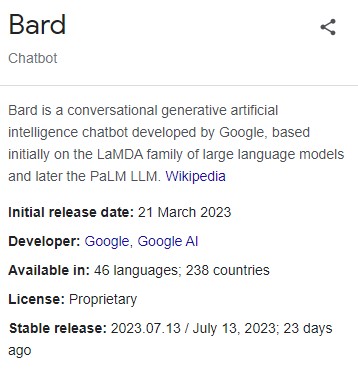 Bard
Chatbot
Bard is a conversational generative artificial
intelligence chatbot developed by Google, based
initially on the LaMDA family of large language models
and later the PaLM LLM. Wikipedia
Initial release date: 21 March 2023
Developer: Google, Google AI
Available in: 46 languages; 238 countries
License: Proprietary
Stable release: 2023.07.13 / July 13, 2023; 23 days
ago